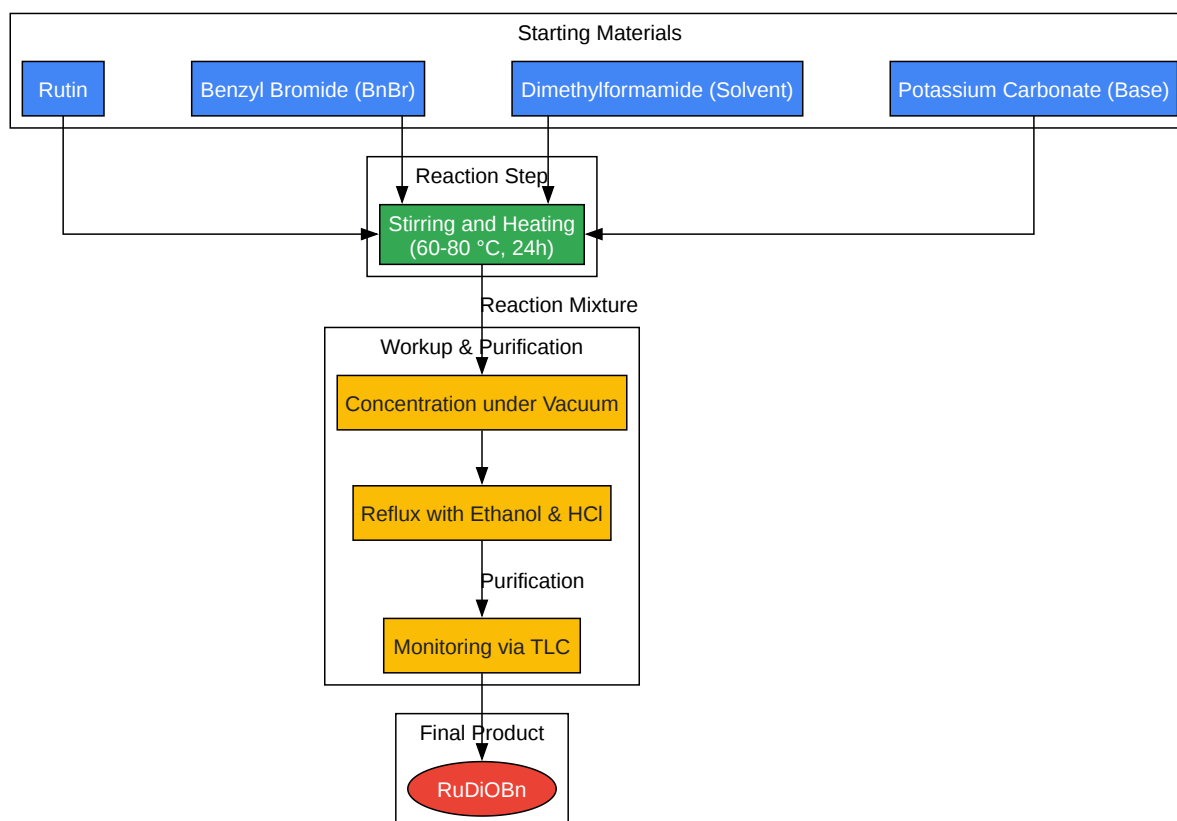 Starting Materials
Rutin
Benzyl Bromide (BnBr)
Dimethylformamide (Solvent)
Potassium Carbonate (Base)
Reaction Step
Stirring and Heating
(60-80 °C, 24h)
Reaction Mixture
Workup & Purification
Concentration under Vacuum
Reflux with Ethanol & HCl
Purification
Monitoring via TLC
Final Product
RuDiOBn